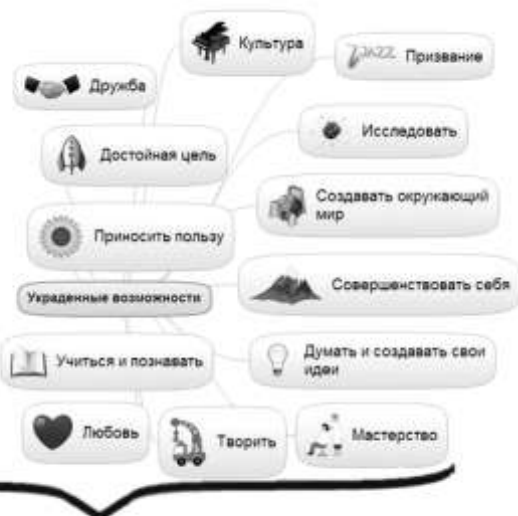 Культура
Jazz Призвание
Дружба
Исследовать
Достойная цель
Создавать окружающий
мир
Приносить пользу
Совершенствовать себя
Украденные возможности
Думать и создавать свои
идеи
Учиться и познавать
Любовь
Творить
Мастерство